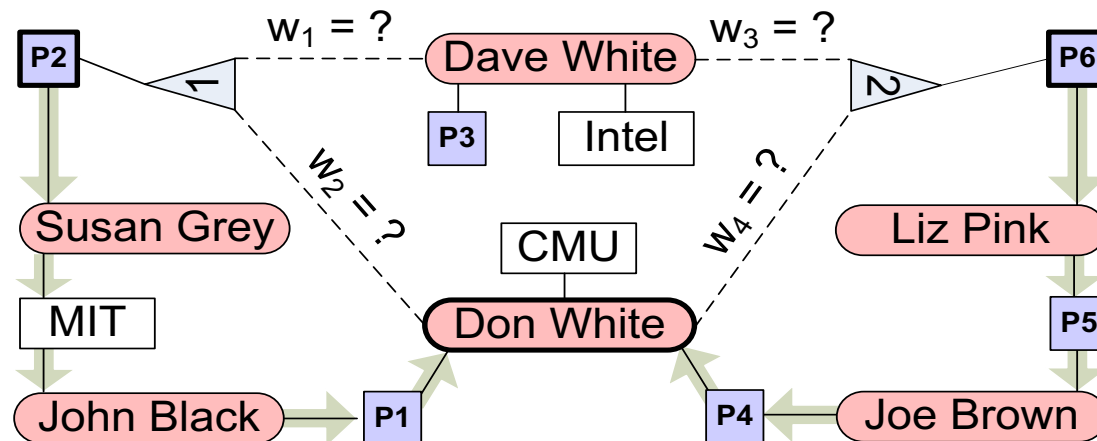 w₁ = ?
w₃ = ?
P2
Dave White
P6
1
2
P3
Intel
w₂ = ?
w₄ = ?
Susan Grey
Liz Pink
CMU
MIT
Don White
P5
John Black
P1
P4
Joe Brown